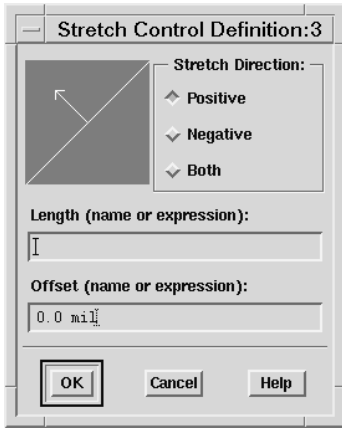 Stretch Control Definition:3
Stretch Direction:
Positive
Negative
Both
Length (name or expression):
Offset (name or expression):
0.0 mil
OK Cancel Help